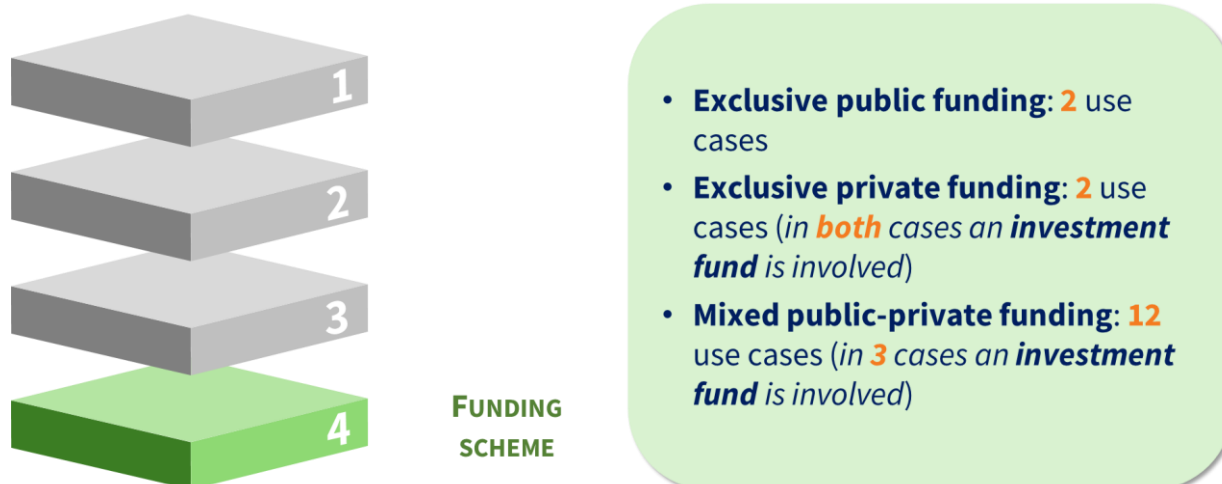 1
2
3
4
FUNDING
SCHEME
• Exclusive public funding: 2 use
cases
• Exclusive private funding: 2 use
cases (in both cases an investment
fund is involved)
• Mixed public-private funding: 12
use cases (in 3 cases an investment
fund is involved)